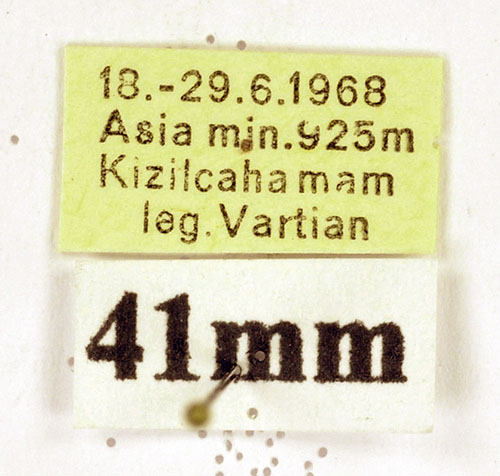 18.-29.6.1968
Asia min.925m
Kizilcahamam
leg. Vartian
41mm